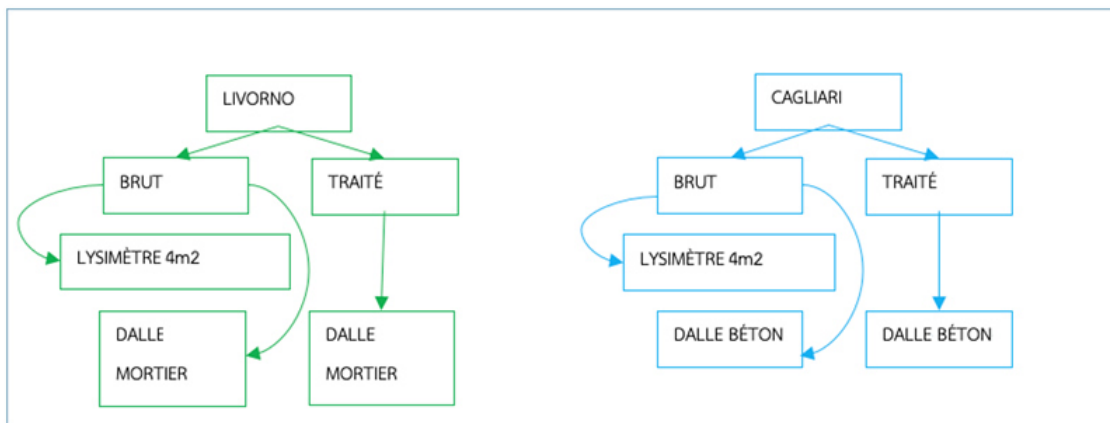 LIVORNO
BRUT
TRAITÉ
LYSIMÈTRE 4m2
DALLE
MORTIER
DALLE
MORTIER
CAGLIARI
BRUT
TRAITÉ
LYSIMÈTRE 4m2
DALLE BÉTON
DALLE BÉTON